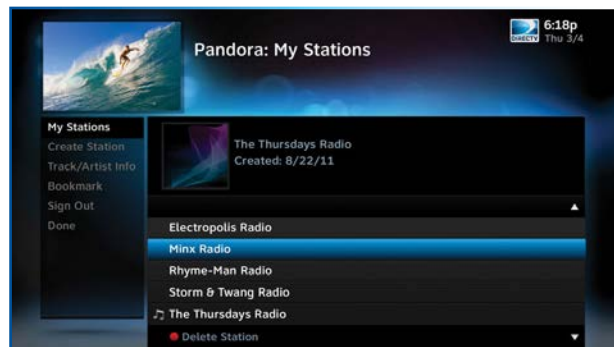 Pandora: My Stations
DIRECTV
6:18p
Thu 3/4
My Stations
Create Station
Track/Artist Info
Bookmark
Sign Out
Done
The Thursdays Radio
Created: 8/22/11
Electropolis Radio
Minx Radio
Rhyme-Man Radio
Storm & Twang Radio
The Thursdays Radio
Delete Station